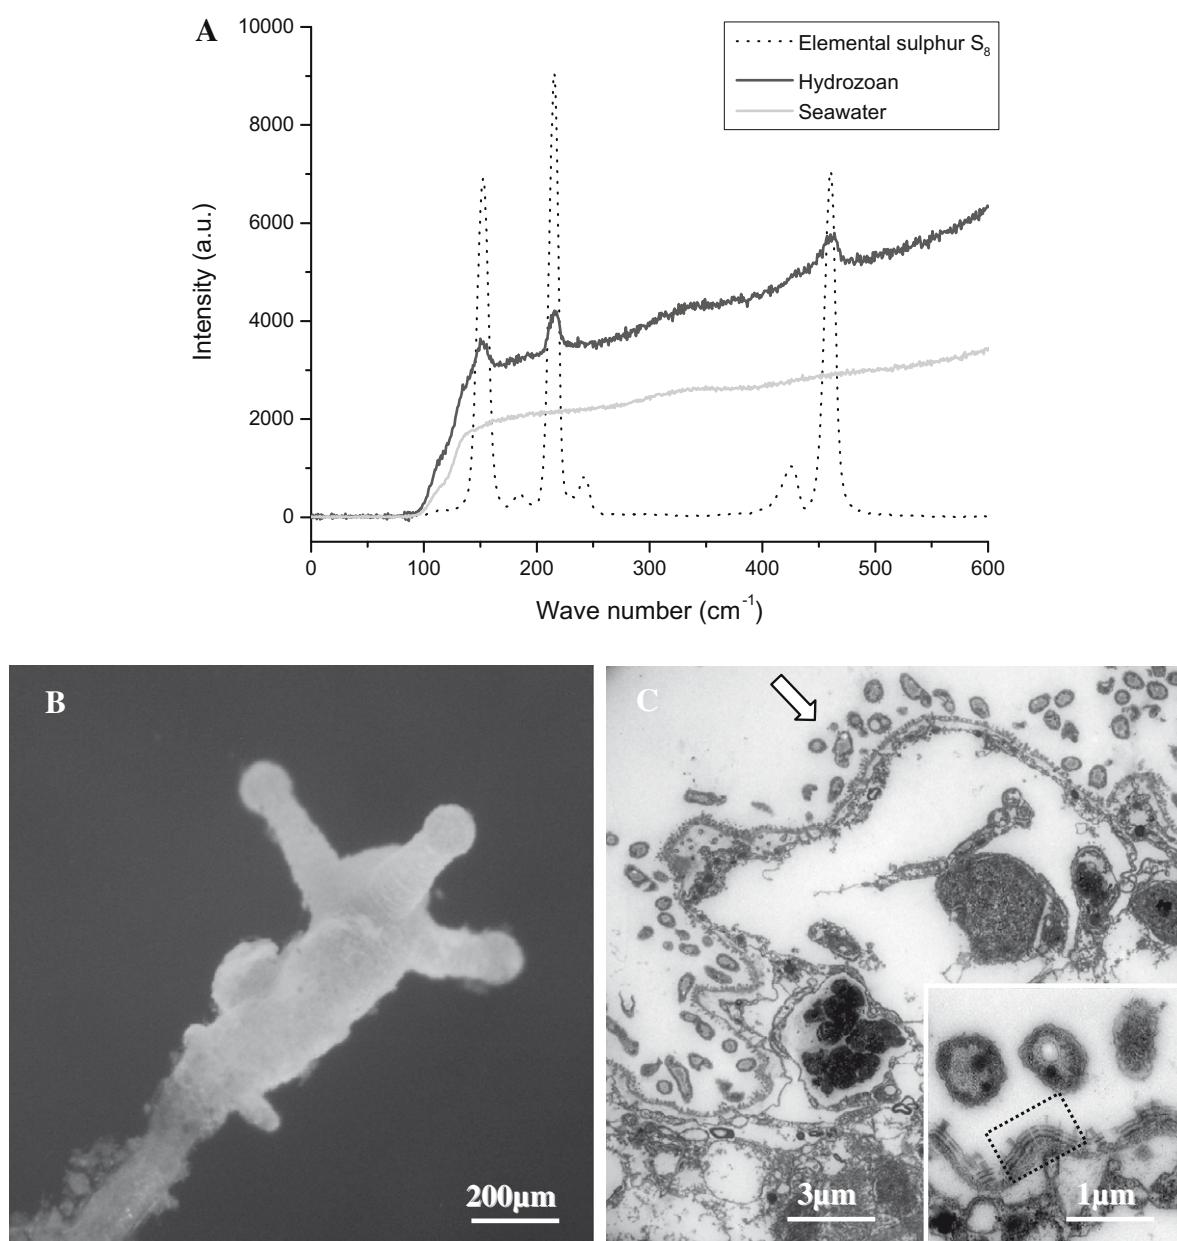 A
10000
8000
6000
4000
2000
0
Intensity (a.u.)
Elemental sulphur S₈
Hydrozoan
Seawater
0 100 200 300 400 500 600
Wave number (cm⁻¹)
B
200µm
C
3µm
1µm